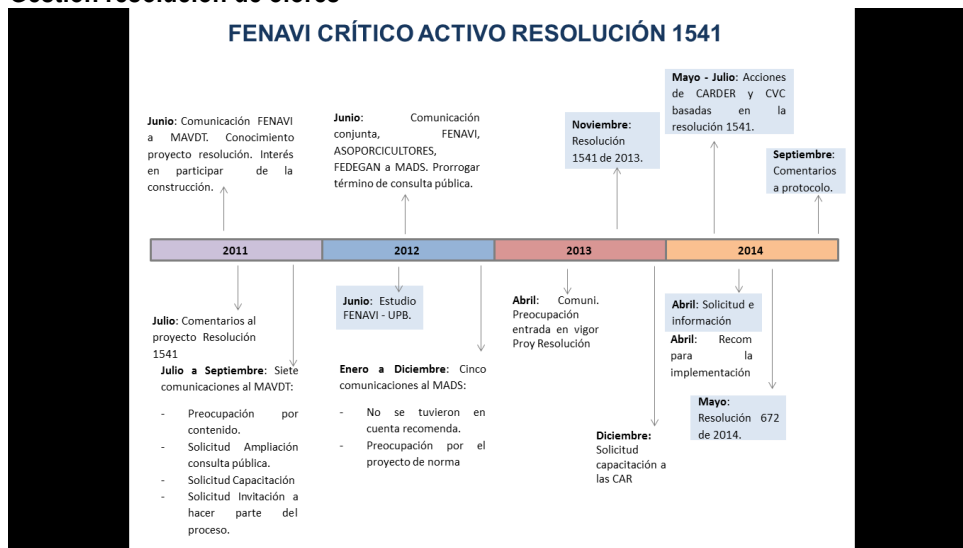 Gestión resolución de olores
FENAVI CRÍTICO ACTIVO RESOLUCIÓN 1541
Junio: Comunicación FENAVI
a MAVDT. Conocimiento
proyecto resolución. Interés
en participar de la
construcción.
Junio: Comunicación
conjunta, FENAVI,
ASOPORCICULTORES,
FEDEGAN a MADS. Prorrogar
término de consulta pública.
Noviembre:
Resolución
1541 de 2013.
Mayo - Julio: Acciones
de CARDER y CVC
basadas en la
resolución 1541.
Septiembre:
Comentarios
a protocolo.
2011
2012
2013
2014
Julio: Comentarios al
proyecto Resolución
1541
Julio a Septiembre: Siete
comunicaciones al MAVDT:
- Preocupación por
contenido.
- Solicitud Ampliación
consulta pública.
- Solicitud Capacitación
- Solicitud Invitación a
hacer parte del
proceso.
Junio: Estudio
FENAVI - UPB.
Enero a Diciembre: Cinco
comunicaciones al MADS:
- No se tuvieron en
cuenta recomenda.
- Preocupación por el
proyecto de norma
Abril: Comuni.
Preocupación
entrada en vigor
Proy Resolución
Diciembre:
Solicitud
capacitación a
las CAR
Abril: Solicitud e
información
Abril: Recom
para la
implementación
Mayo:
Resolución 672
de 2014.